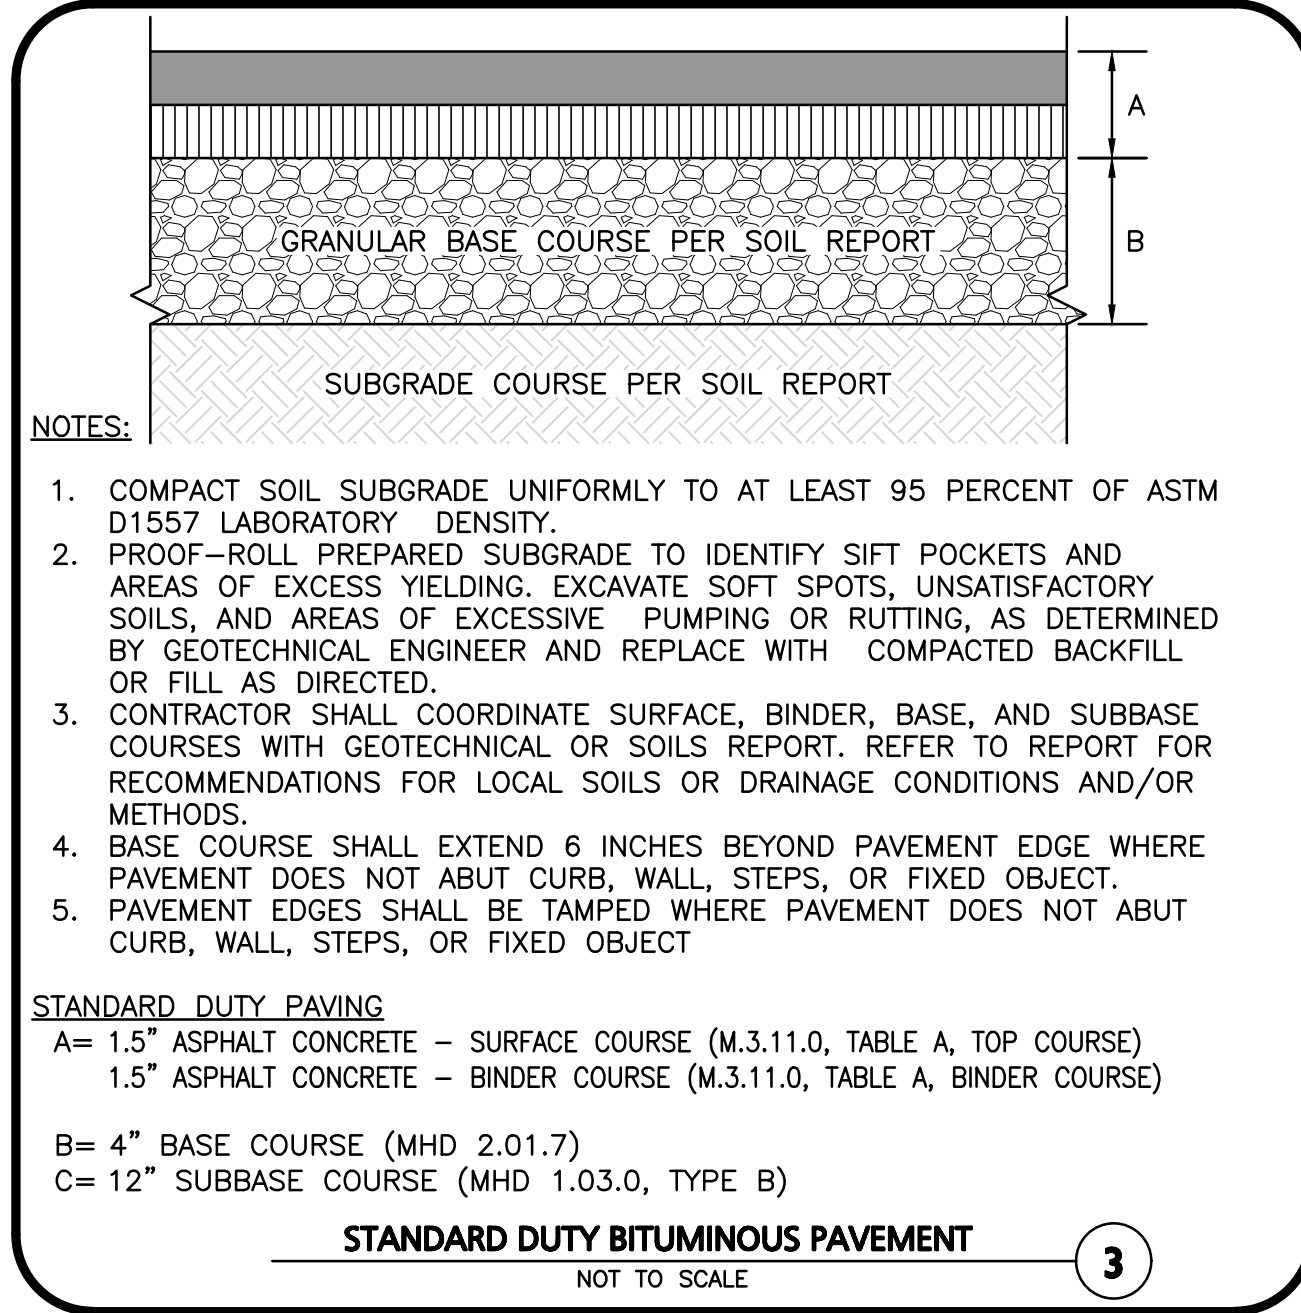 A
GRANULAR BASE COURSE PER SOIL REPORT
B
SUBGRADE COURSE PER SOIL REPORT
NOTES:
1. COMPACT SOIL SUBGRADE UNIFORMLY TO AT LEAST 95 PERCENT OF ASTM
D1557 LABORATORY DENSITY.
2. PROOF-ROLL PREPARED SUBGRADE TO IDENTIFY SIFT POCKETS AND
AREAS OF EXCESS YIELDING. EXCAVATE SOFT SPOTS, UNSATISFACTORY
SOILS, AND AREAS OF EXCESSIVE PUMPING OR RUTTING, AS DETERMINED
BY GEOTECHNICAL ENGINEER AND REPLACE WITH COMPACTED BACKFILL
OR FILL AS DIRECTED.
3. CONTRACTOR SHALL COORDINATE SURFACE, BINDER, BASE, AND SUBBASE
COURSES WITH GEOTECHNICAL OR SOILS REPORT. REFER TO REPORT FOR
RECOMMENDATIONS FOR LOCAL SOILS OR DRAINAGE CONDITIONS AND/OR
METHODS.
4. BASE COURSE SHALL EXTEND 6 INCHES BEYOND PAVEMENT EDGE WHERE
PAVEMENT DOES NOT ABUT CURB, WALL, STEPS, OR FIXED OBJECT.
5. PAVEMENT EDGES SHALL BE TAMPED WHERE PAVEMENT DOES NOT ABUT
CURB, WALL, STEPS, OR FIXED OBJECT
STANDARD DUTY PAVING
A= 1.5" ASPHALT CONCRETE - SURFACE COURSE (M.3.11.0, TABLE A, TOP COURSE)
1.5" ASPHALT CONCRETE - BINDER COURSE (M.3.11.0, TABLE A, BINDER COURSE)
B= 4" BASE COURSE (MHD 2.01.7)
C= 12" SUBBASE COURSE (MHD 1.03.0, TYPE B)
STANDARD DUTY BITUMINOUS PAVEMENT
3
NOT TO SCALE